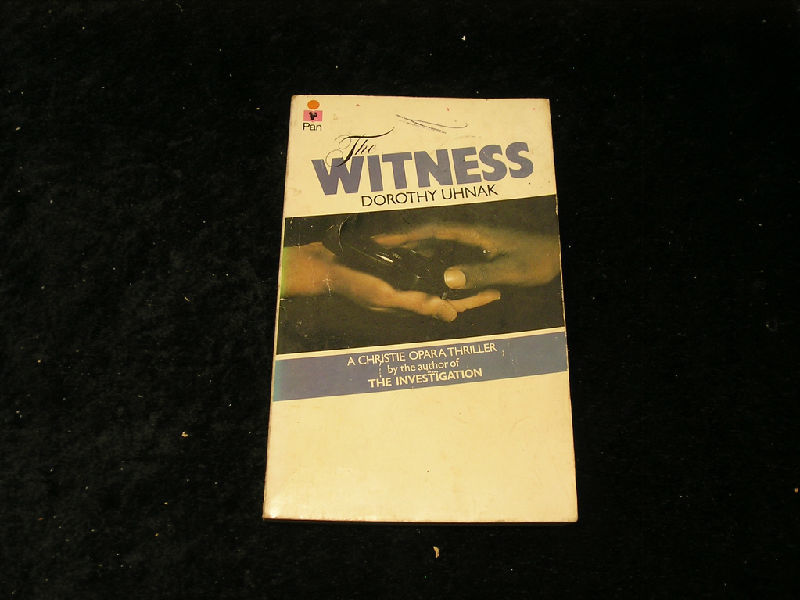 Pan
The
WITNESS
DOROTHY UHNAK
A CHRISTIE OPARA THRILLER
by the author of
THE INVESTIGATION